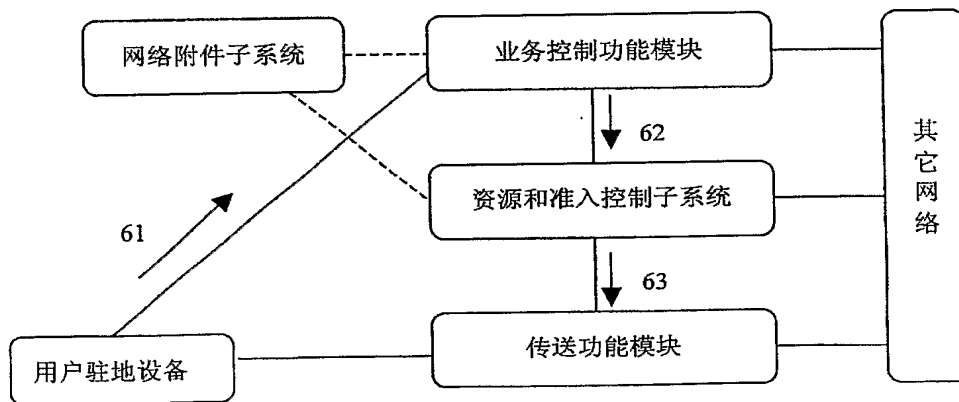 网络附件子系统
业务控制功能模块
62
其它网络
资源和准入控制子系统
61
63
传送功能模块
用户驻地设备